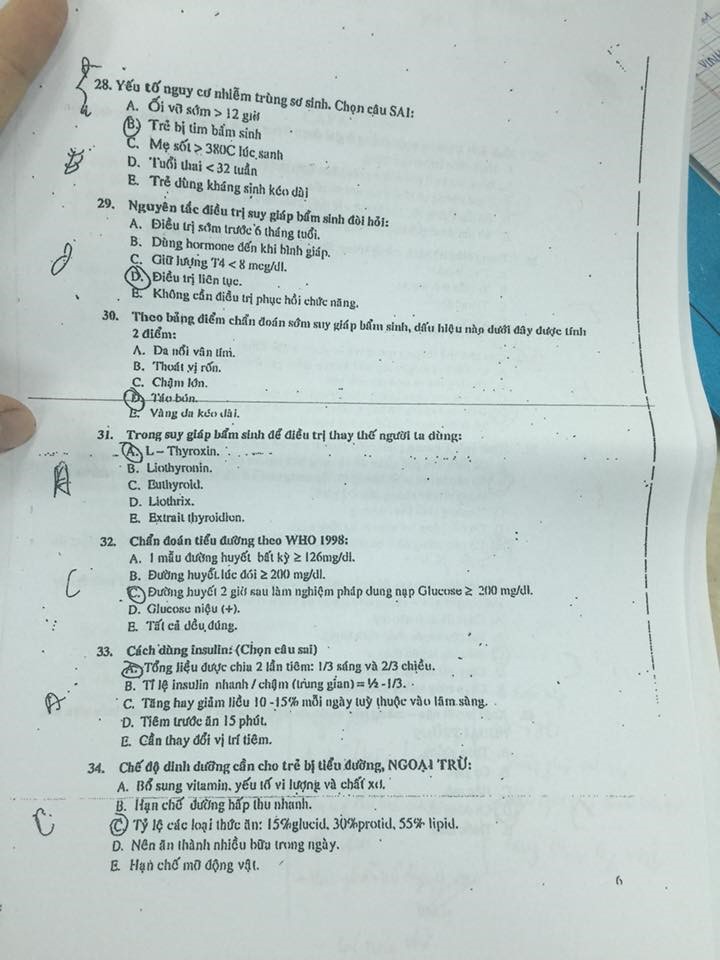 28. Yếu tố nguy cơ nhiễm trùng sơ sinh. Chọn câu SAI:
A. Ối vỡ sớm > 12 giờ
B. Trẻ bị tim bẩm sinh
C. Mẹ sốt > 380C lúc sanh
D. Tuổi thai < 32 tuần
E. Trẻ dùng kháng sinh kéo dài
B
29. Nguyên tắc điều trị suy giáp bẩm sinh đòi hỏi:
A. Điều trị sớm trước 6 tháng tuổi.
B. Dùng hormone đến khi bình giáp.
C. Giữ lượng T4 < 8 mcg/dl.
D. Điều trị liên tục.
E. Không cần điều trị phục hồi chức năng.
30. Theo bảng điểm chẩn đoán sớm suy giáp bẩm sinh, dấu hiệu nào dưới đây được tính
2 điểm:
A. Da nổi vân tím.
B. Thoát vị rốn.
C. Chậm lớn.
D. Táo bón.
E. Vàng da kéo dài.
31. Trong suy giáp bẩm sinh để điều trị thay thế người ta dùng:
A. L – Thyroxin.
B. Liothyronin.
C. Euthyroid.
D. Liothrix.
E. Extrait thyroidien.
A
32. Chẩn đoán tiểu đường theo WHO 1998:
A. 1 mẫu đường huyết bất kỳ ≥ 126mg/dl.
B. Đường huyết lúc đói ≥ 200 mg/dl.
C. Đường huyết 2 giờ sau làm nghiệm pháp dung nạp Glucose ≥ 200 mg/dl.
D. Glucose niệu (+).
E. Tất cả đều đúng.
C
33. Cách dùng insulin: (Chọn câu sai)
A. Tổng liều được chia 2 lần tiêm: 1/3 sáng và 2/3 chiều.
B. Tỉ lệ insulin nhanh / chậm (trung gian) = ½ -1/3.
C. Tăng hay giảm liều 10 -15% mỗi ngày tuỳ thuộc vào lâm sàng.
D. Tiêm trước ăn 15 phút.
E. Cần thay đổi vị trí tiêm.
A
34. Chế độ dinh dưỡng cần cho trẻ bị tiểu đường, NGOẠI TRỪ:
A. Bổ sung vitamin, yếu tố vi lượng và chất xơ.
B. Hạn chế đường hấp thu nhanh.
C. Tỷ lệ các loại thức ăn: 15%glucid, 30%protid, 55% lipid.
D. Nên ăn thành nhiều bữa trong ngày.
E. Hạn chế mỡ động vật.
C
6